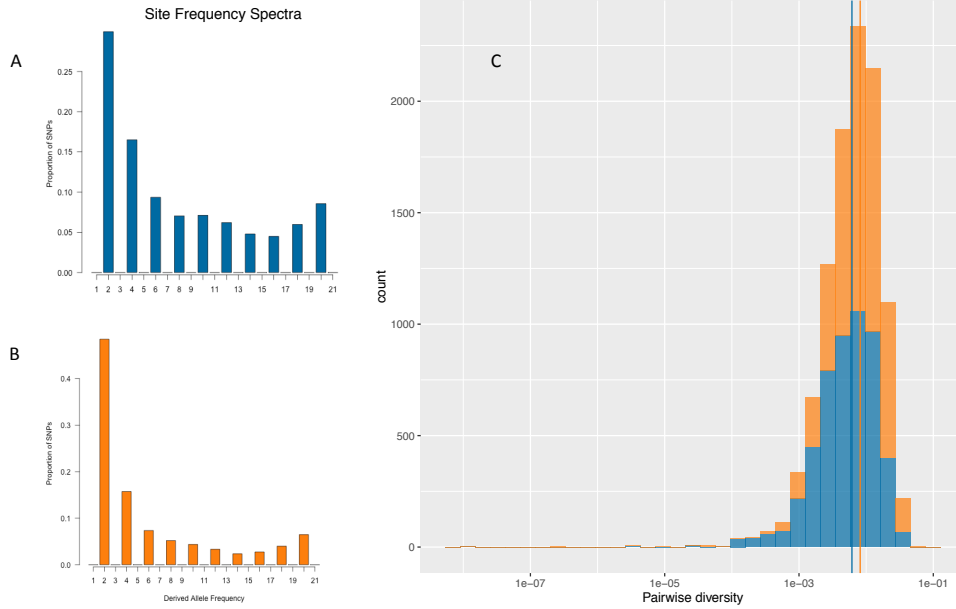 Site Frequency Spectra
A
Proportion of SNPs
0.25
0.20
0.15
0.10
0.05
0.00
1 2 3 4 5 6 7 8 9 11 13 15 17 19 21
B
Proportion of SNPs
0.4
0.3
0.2
0.1
0.0
1 2 3 4 5 6 7 8 9 11 13 15 17 19 21
Derived Allele Frequency
C
count
2000
1500
1000
500
0
1e-07 1e-05 1e-03 1e-01
Pairwise diversity